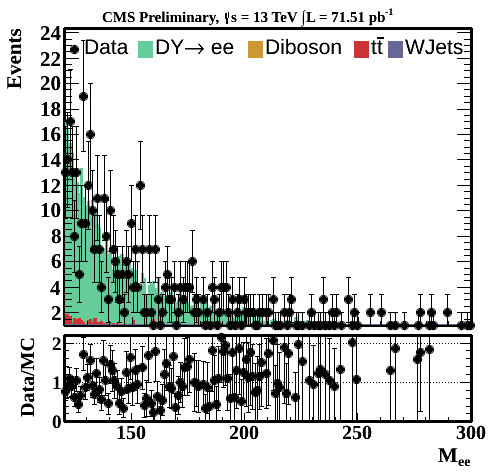 CMS Preliminary, √s = 13 TeV ∫L = 71.51 pb⁻¹
Events
24
22
20
18
16
14
12
10
8
6
4
2
Data DY→ ee Diboson tt̄ WJets
Data/MC
2
1
0
150 200 250 300
Mee